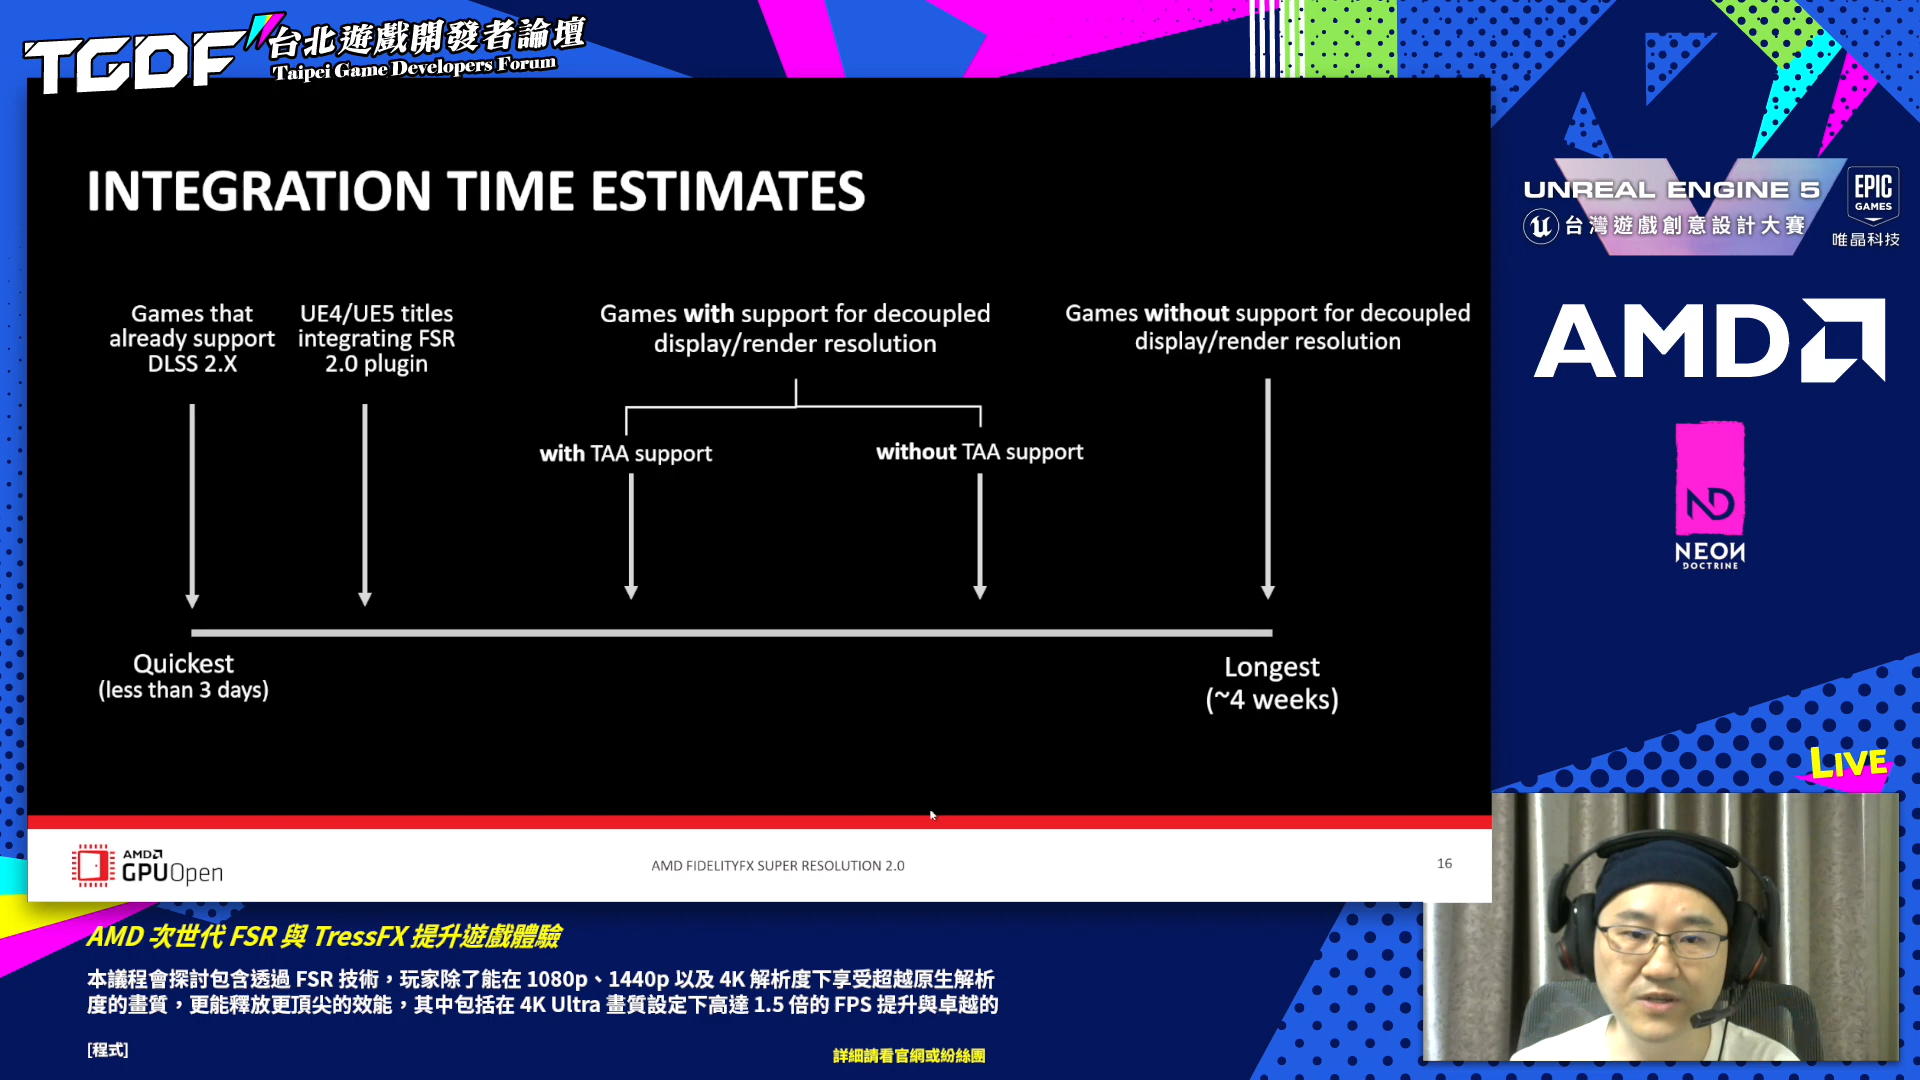 TGDF 台北遊戲開發者論壇
Taipei Game Developers Forum
INTEGRATION TIME ESTIMATES
Games that
already support
DLSS 2.X
UE4/UE5 titles
integrating FSR
2.0 plugin
Games with support for decoupled
display/render resolution
with TAA support
without TAA support
Games without support for decoupled
display/render resolution
Quickest
(less than 3 days)
Longest
(~4 weeks)
AMD
GPUOpen
AMD FIDELITYFX SUPER RESOLUTION 2.0
16
UNREAL ENGINE 5
台灣遊戲創意設計大賽
EPIC
GAMES
唯晶科技
AMD
NEON
DOCTRINE
LIVE
AMD 次世代 FSR 與 TressFX 提升遊戲體驗
本議程會探討包含透過 FSR 技術，玩家除了能在 1080p、1440p 以及 4K 解析度下享受超越原生解析
度的畫質，更能釋放更頂尖的效能，其中包括在 4K Ultra 畫質設定下高達 1.5 倍的 FPS 提升與卓越的
[程式]
詳細請看官網或紛絲團